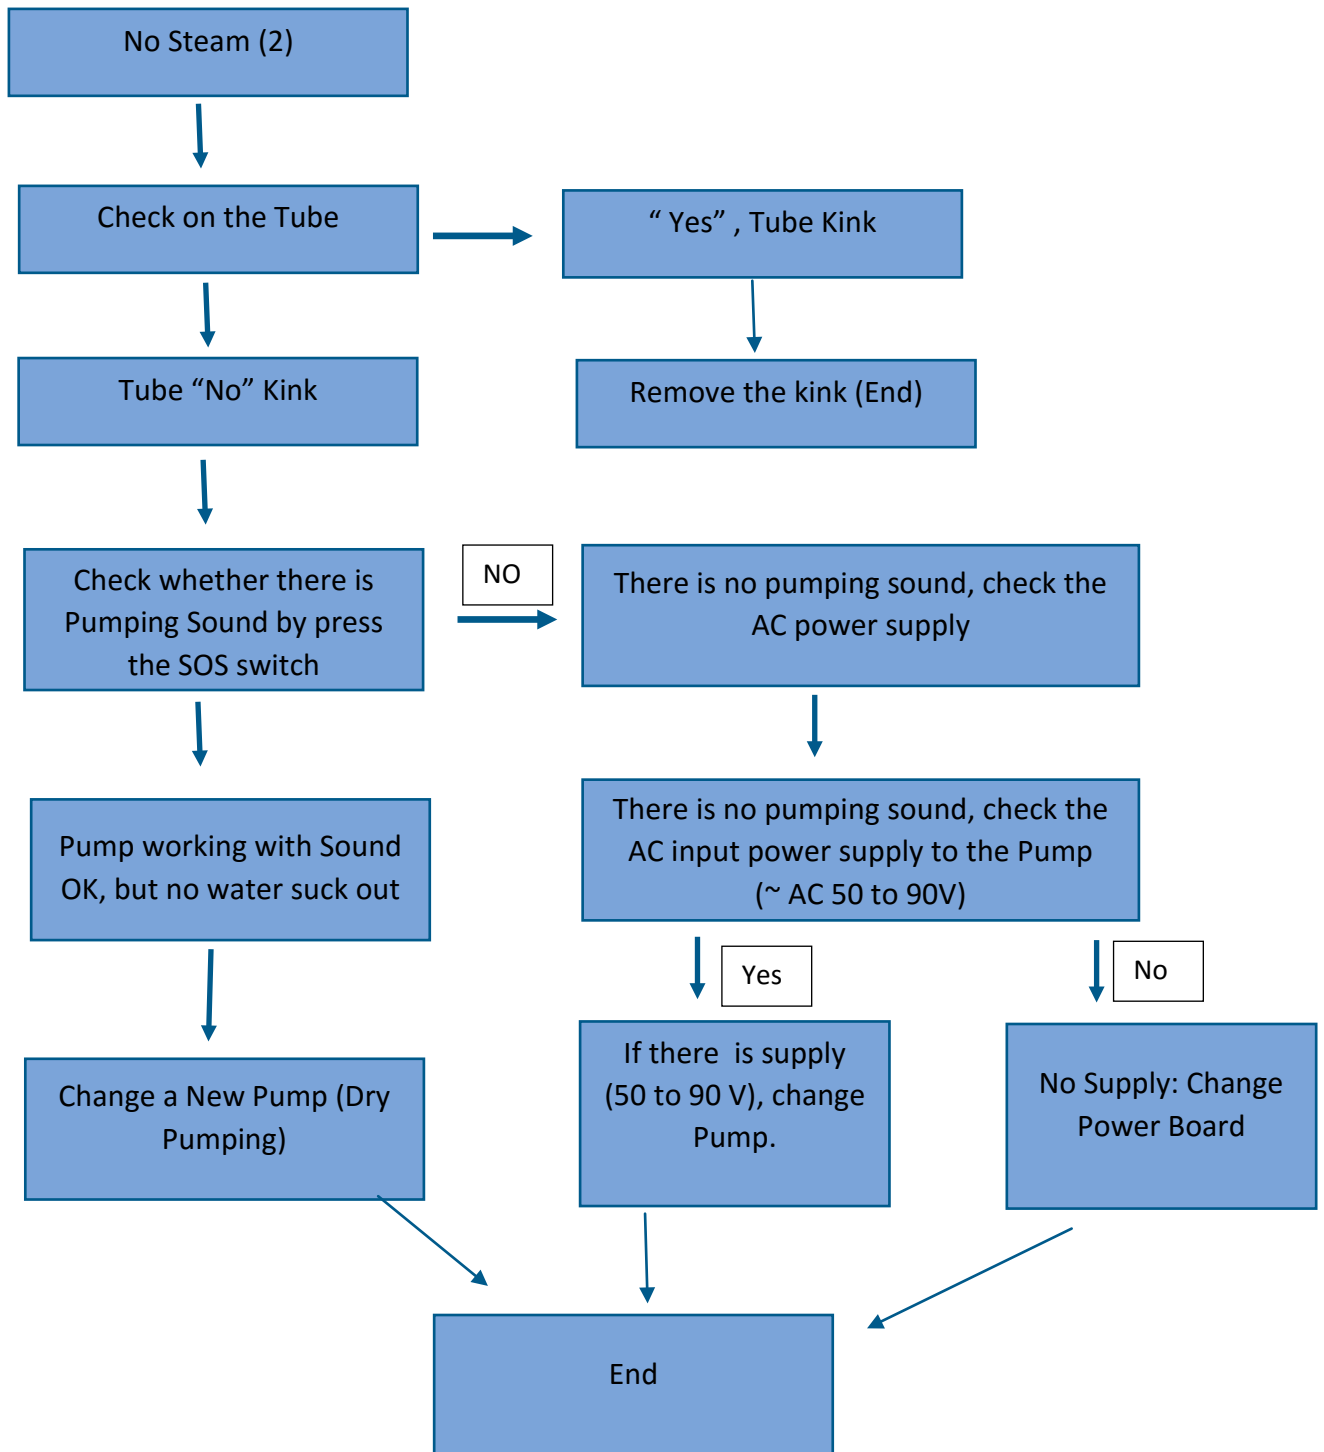 No Steam (2)
Check on the Tube
“ Yes” , Tube Kink
Tube “No” Kink
Remove the kink (End)
Check whether there is
Pumping Sound by press
the SOS switch
NO
There is no pumping sound, check the
AC power supply
Pump working with Sound
OK, but no water suck out
There is no pumping sound, check the
AC input power supply to the Pump
(~ AC 50 to 90V)
Yes
No
Change a New Pump (Dry
Pumping)
If there  is supply
(50 to 90 V), change
Pump.
No Supply: Change
Power Board
End